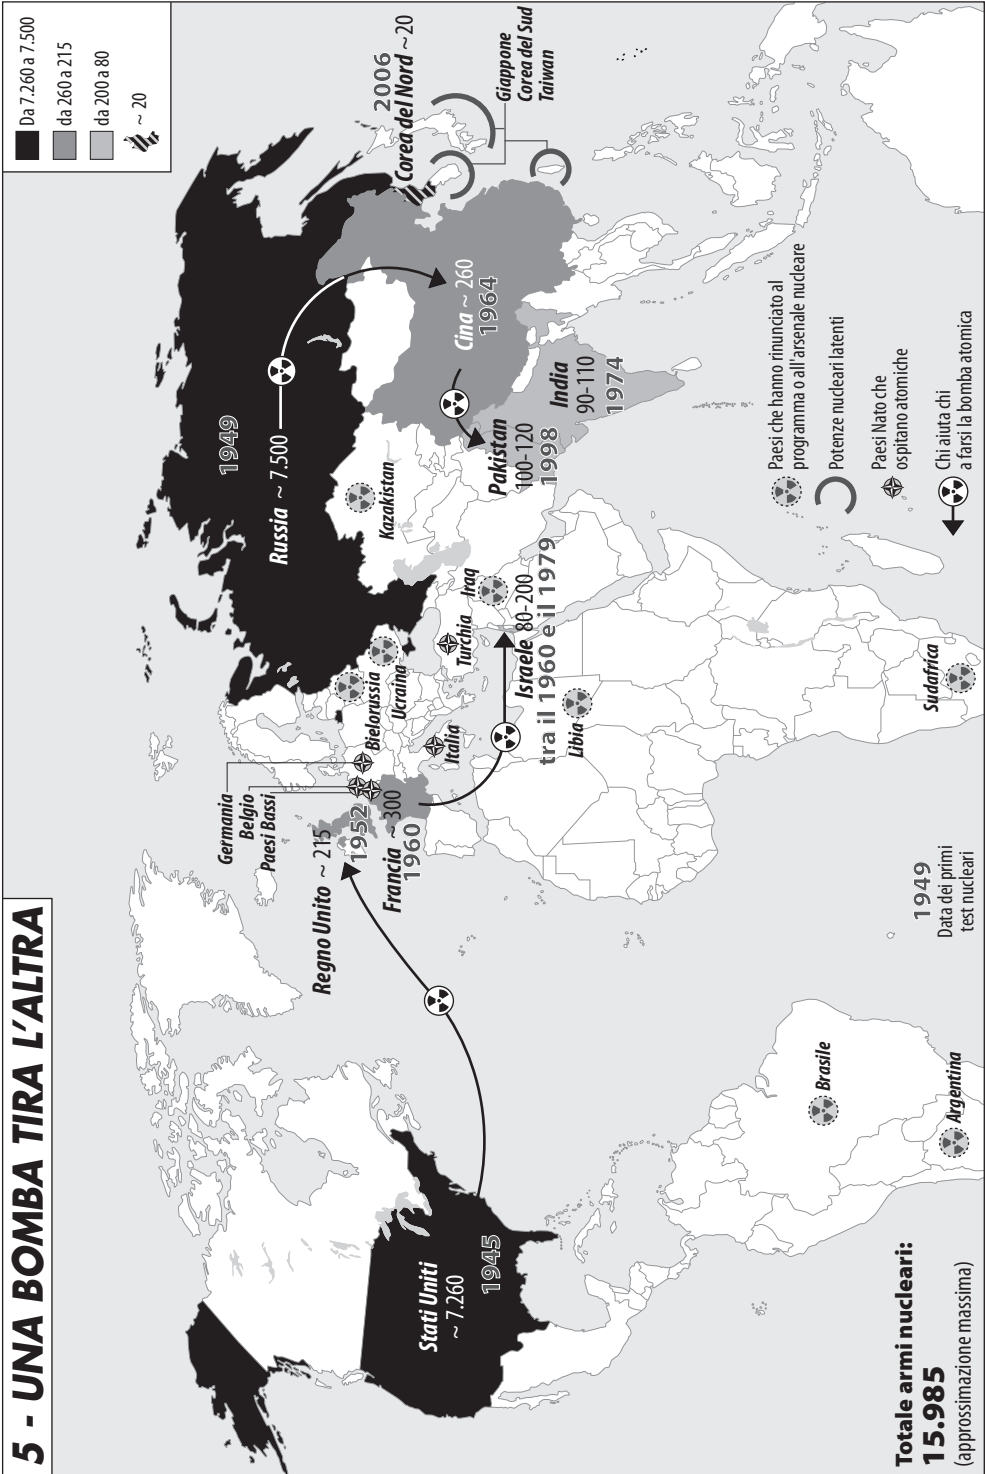 5 - UNA BOMBA TIRA L'ALTRA
Da 7.260 a 7.500
da 260 a 215
da 200 a 80
~ 20
Stati Uniti
~ 7.260
1945
Regno Unito ~ 215
1952
Francia ~ 300
1960
Germania
Belgio
Paesi Bassi
Italia
Bielorussia
Ucraina
Turchia
Iraq
Israele 80-200
tra il 1960 e il 1979
Libia
Sudafrica
Brasile
Argentina
1949
Russia ~ 7.500
Kazakistan
Pakistan
100-120
1998
India
90-110
1974
Cina ~ 260
1964
2006
Corea del Nord ~ 20
Giappone
Corea del Sud
Taiwan
Totale armi nucleari:
15.985
(approssimazione massima)
1949
Data dei primi
test nucleari
Paesi che hanno rinunciato al
programma o all'arsenale nucleare
Potenze nucleari latenti
Paesi Nato che
ospitano atomiche
Chi aiuta chi
a farsi la bomba atomica